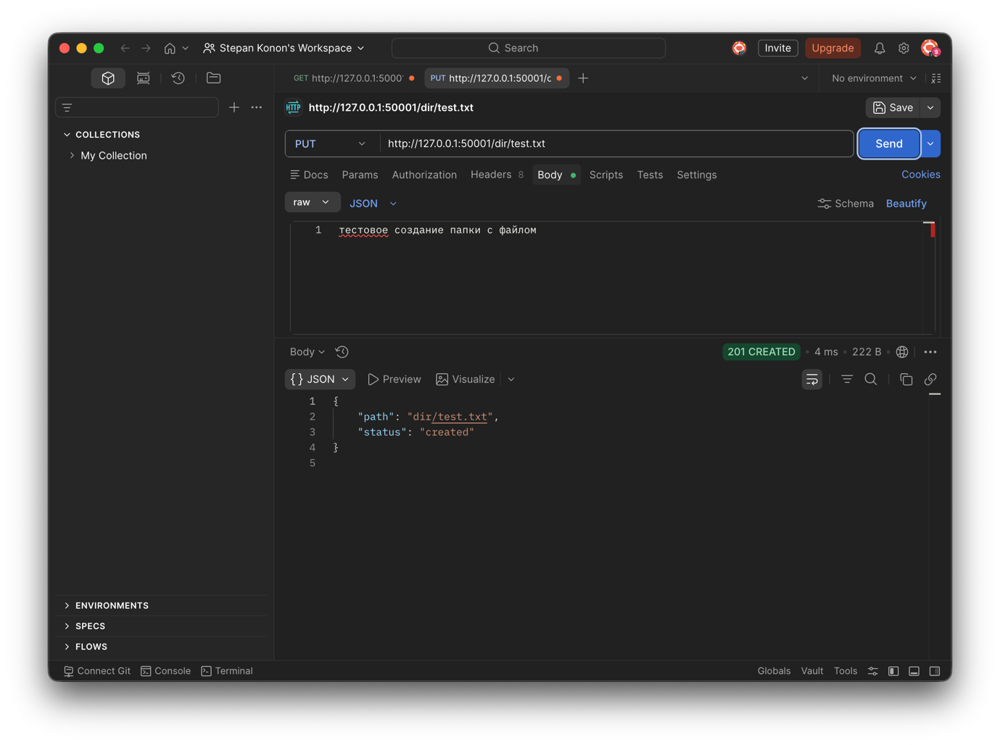 Stepan Konon's Workspace
Search
Invite
Upgrade
GET http://127.0.0.1:5000
PUT http://127.0.0.1:50001/c
No environment
COLLECTIONS
My Collection
HTTP http://127.0.0.1:50001/dir/test.txt
Save
PUT
http://127.0.0.1:50001/dir/test.txt
Send
Docs
Params
Authorization
Headers 8
Body
Scripts
Tests
Settings
Cookies
raw
JSON
Schema
Beautify
1 тестовое создание папки с файлом
Body
201 CREATED • 4 ms • 222 B
{} JSON
Preview
Visualize
1 {
2 "path": "dir/test.txt",
3 "status": "created"
4 }
5
ENVIRONMENTS
SPECS
FLOWS
Connect Git
Console
Terminal
Globals
Vault
Tools